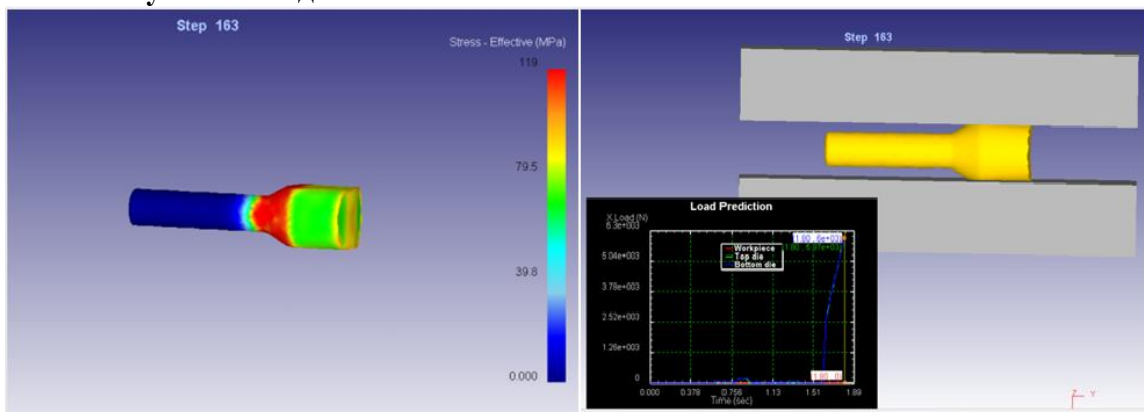 Step 163
Stress - Effective (MPa)
119
79.5
39.8
0.000
Step 163
Load Prediction
X Load (N)
6.3e+003
5.04e+003
3.78e+003
2.52e+003
1.26e+003
0
Workpiece
Top die
Bottom die
0.000 0.378 0.756 1.13 1.51 1.89
Time (sec)
Z Y